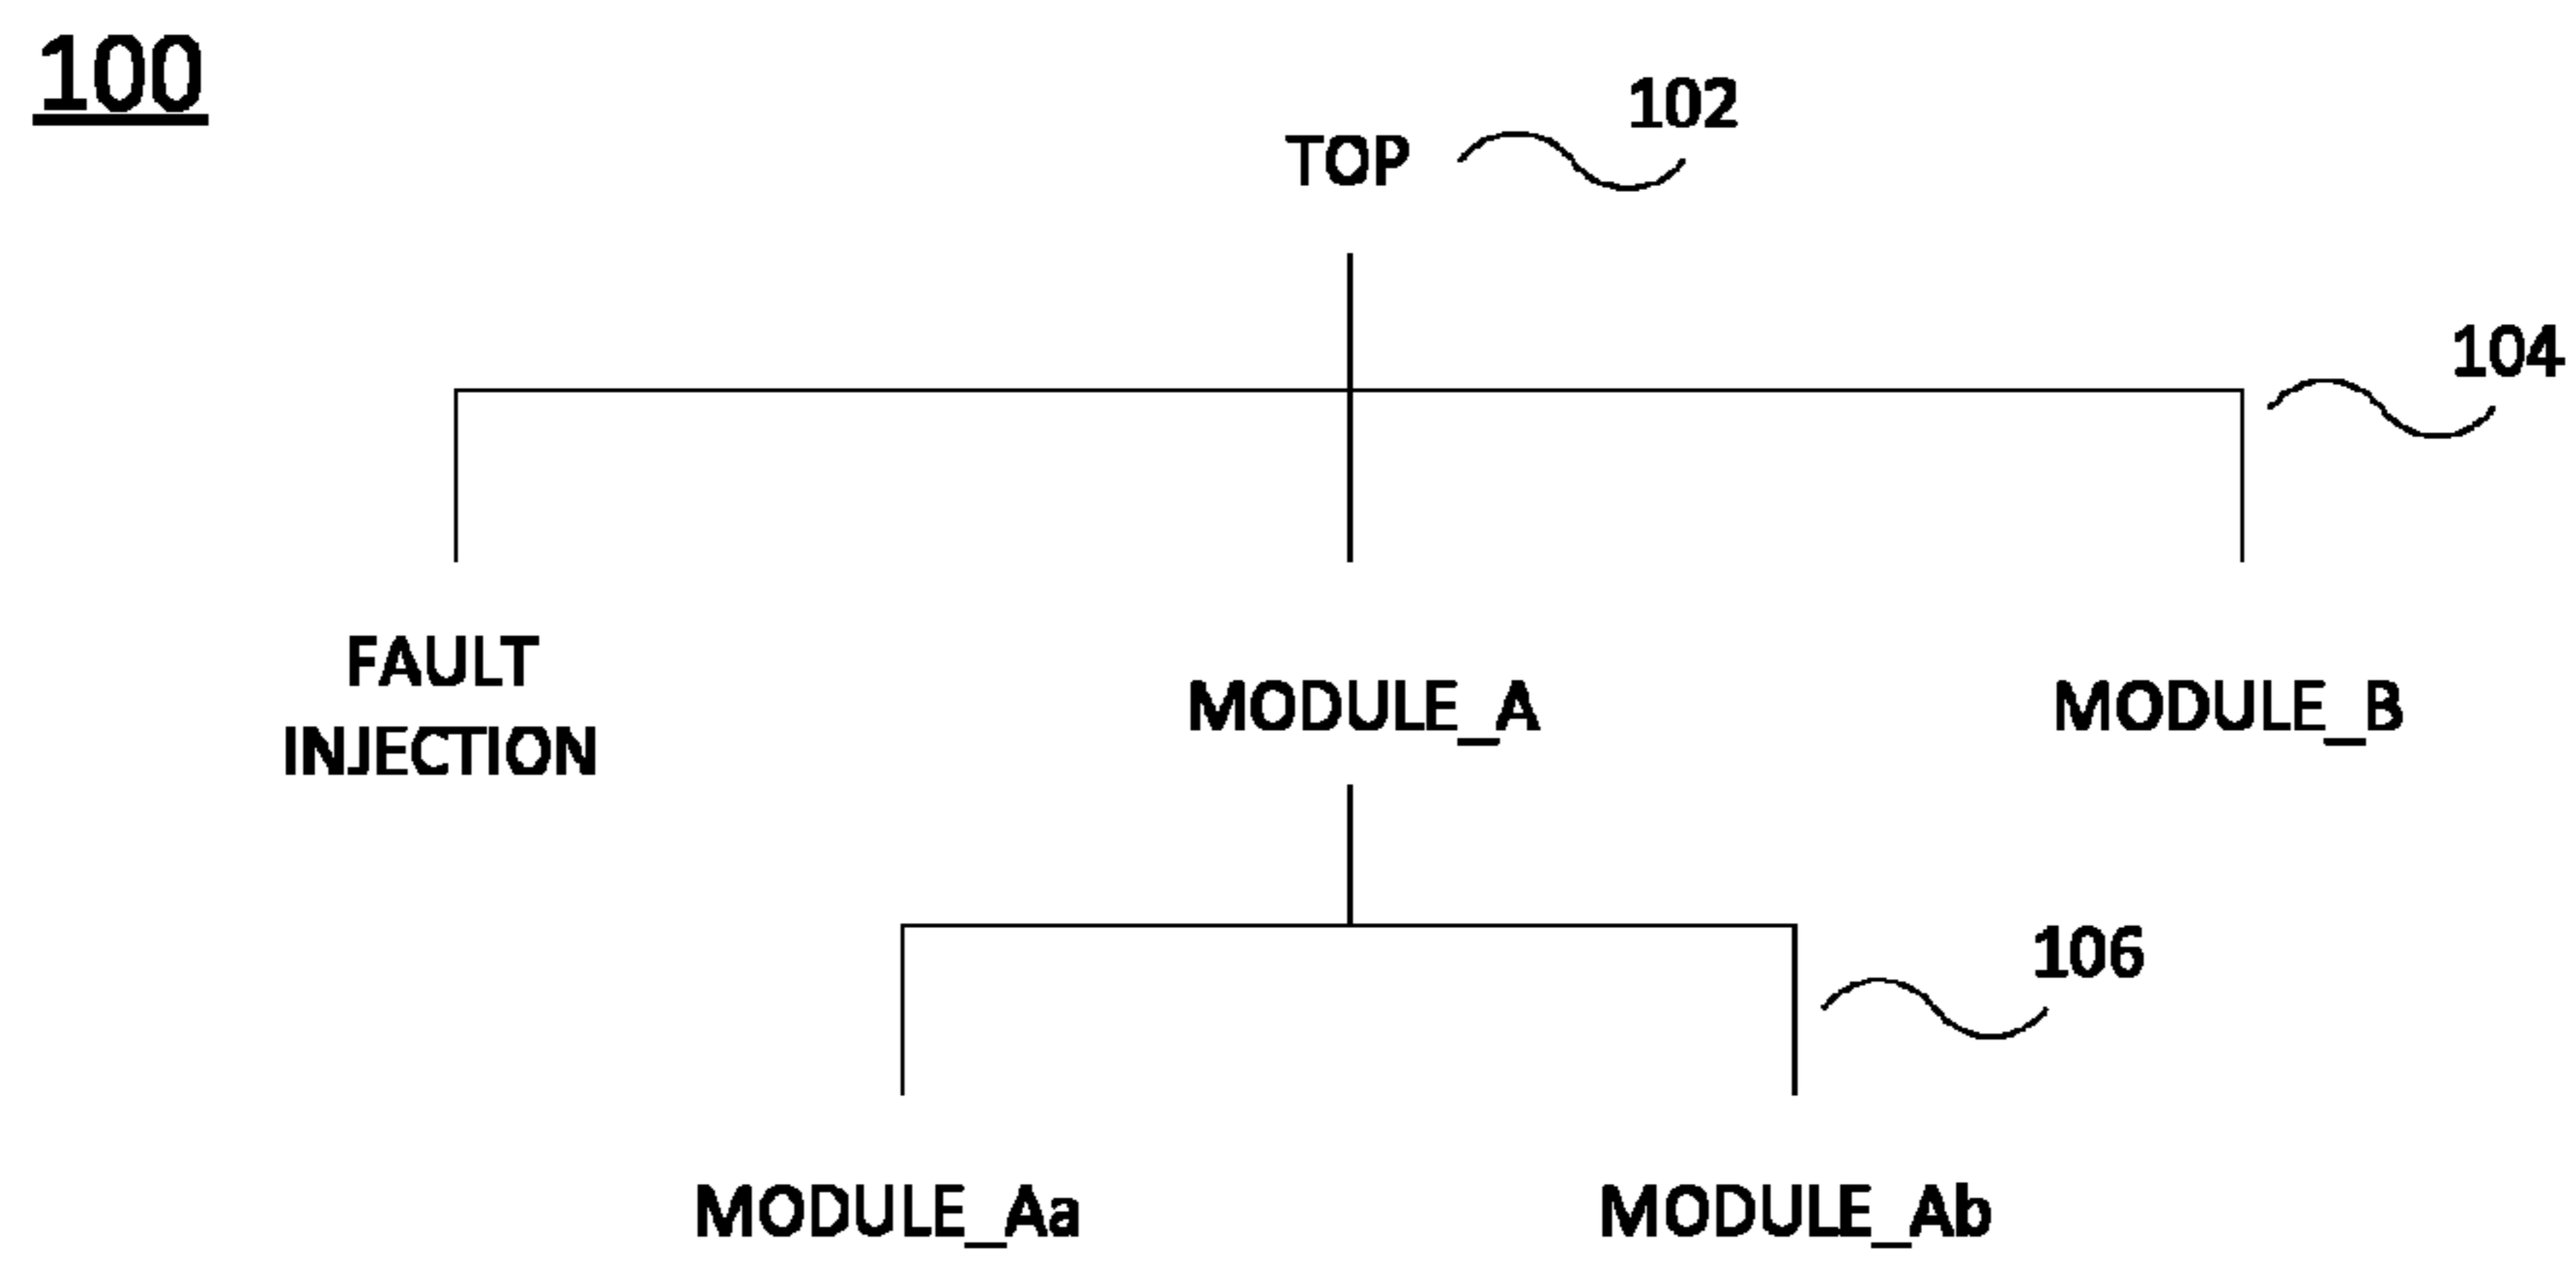 100
102
TOP
104
FAULT
INJECTION
MODULE_A
MODULE_B
106
MODULE_Aa
MODULE_Ab